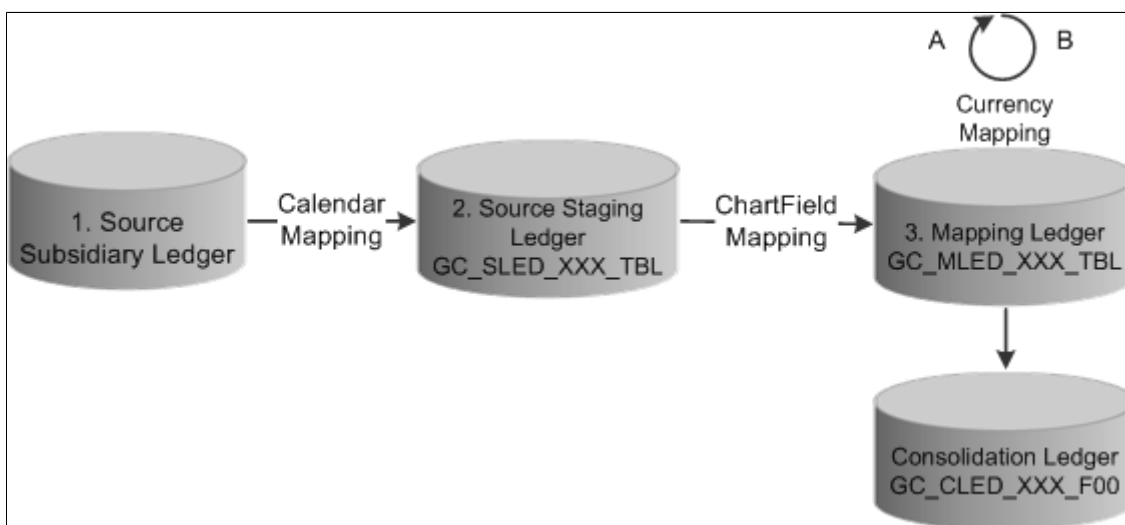 A B
Currency
Mapping
1. Source
Subsidiary Ledger
Calendar
Mapping
2. Source Staging
Ledger
GC_SLED_XXX_TBL
ChartField
Mapping
3. Mapping Ledger
GC_MLED_XXX_TBL
Consolidation Ledger
GC_CLED_XXX_F00